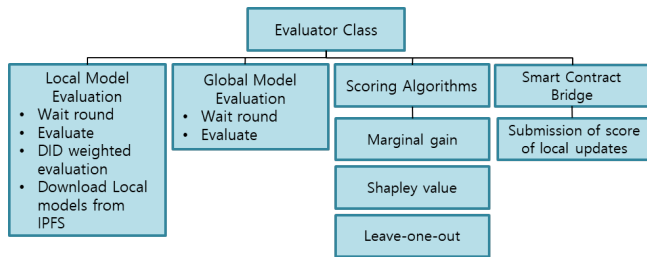 Evaluator Class
Local Model
Evaluation
• Wait round
• Evaluate
• DID weighted
evaluation
• Download Local
models from
IPFS
Global Model
Evaluation
• Wait round
• Evaluate
Scoring Algorithms
Marginal gain
Shapley value
Leave-one-out
Smart Contract
Bridge
Submission of score
of local updates